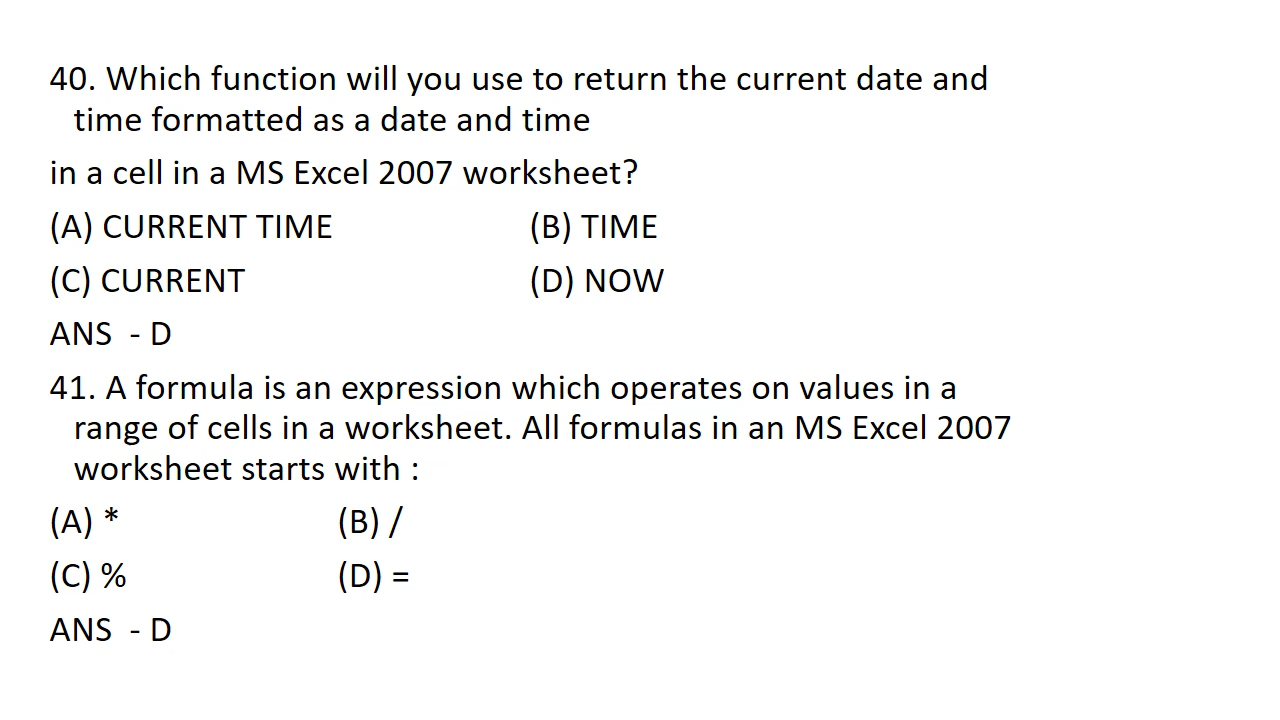 40. Which function will you use to return the current date and
time formatted as a date and time
in a cell in a MS Excel 2007 worksheet?
(A) CURRENT TIME (B) TIME
(C) CURRENT (D) NOW
ANS - D
41. A formula is an expression which operates on values in a
range of cells in a worksheet. All formulas in an MS Excel 2007
worksheet starts with :
(A) * (B) /
(C) % (D) =
ANS - D